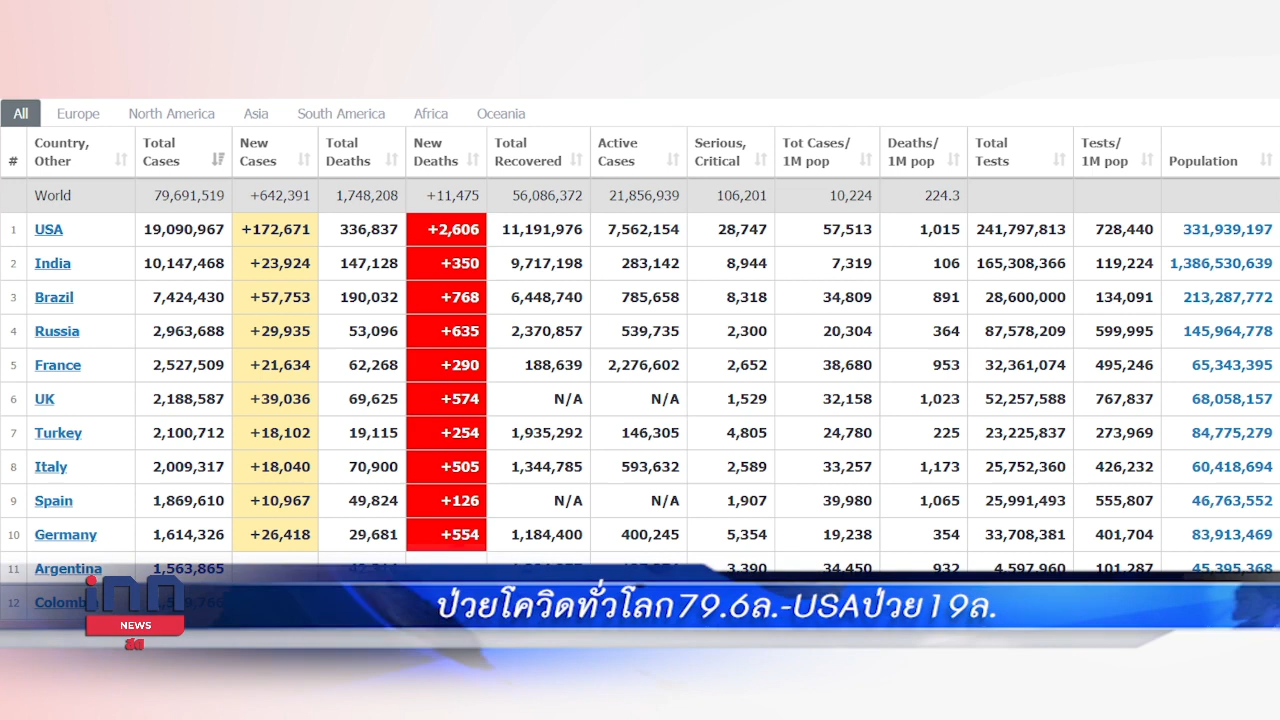 All Europe North America Asia South America Africa Oceania
# Country, Other Total Cases New Cases Total Deaths New Deaths Total Recovered Active Cases Serious, Critical Tot Cases/ 1M pop Deaths/ 1M pop Total Tests Tests/ 1M pop Population
World 79,691,519 +642,391 1,748,208 +11,475 56,086,372 21,856,939 106,201 10,224 224.3
1 USA 19,090,967 +172,671 336,837 +2,606 11,191,976 7,562,154 28,747 57,513 1,015 241,797,813 728,440 331,939,197
2 India 10,147,468 +23,924 147,128 +350 9,717,198 283,142 8,944 7,319 106 165,308,366 119,224 1,386,530,639
3 Brazil 7,424,430 +57,753 190,032 +768 6,448,740 785,658 8,318 34,809 891 28,600,000 134,091 213,287,772
4 Russia 2,963,688 +29,935 53,096 +635 2,370,857 539,735 2,300 20,304 364 87,578,209 599,995 145,964,778
5 France 2,527,509 +21,634 62,268 +290 188,639 2,276,602 2,652 38,680 953 32,361,074 495,246 65,343,395
6 UK 2,188,587 +39,036 69,625 +574 N/A N/A 1,529 32,158 1,023 52,257,588 767,837 68,058,157
7 Turkey 2,100,712 +18,102 19,115 +254 1,935,292 146,305 4,805 24,780 225 23,225,837 273,969 84,775,279
8 Italy 2,009,317 +18,040 70,900 +505 1,344,785 593,632 2,589 33,257 1,173 25,752,360 426,232 60,418,694
9 Spain 1,869,610 +10,967 49,824 +126 N/A N/A 1,907 39,980 1,065 25,991,493 555,807 46,763,552
10 Germany 1,614,326 +26,418 29,681 +554 1,184,400 400,245 5,354 19,238 354 33,708,381 401,704 83,913,469
11 Argentina 1,563,865 3,390 34,450 932 4,597,960 101,287 45,395,368
12
ป่วยโควิดทั่วโลก79.6ล.-USAป่วย19ล.
inn
NEWS